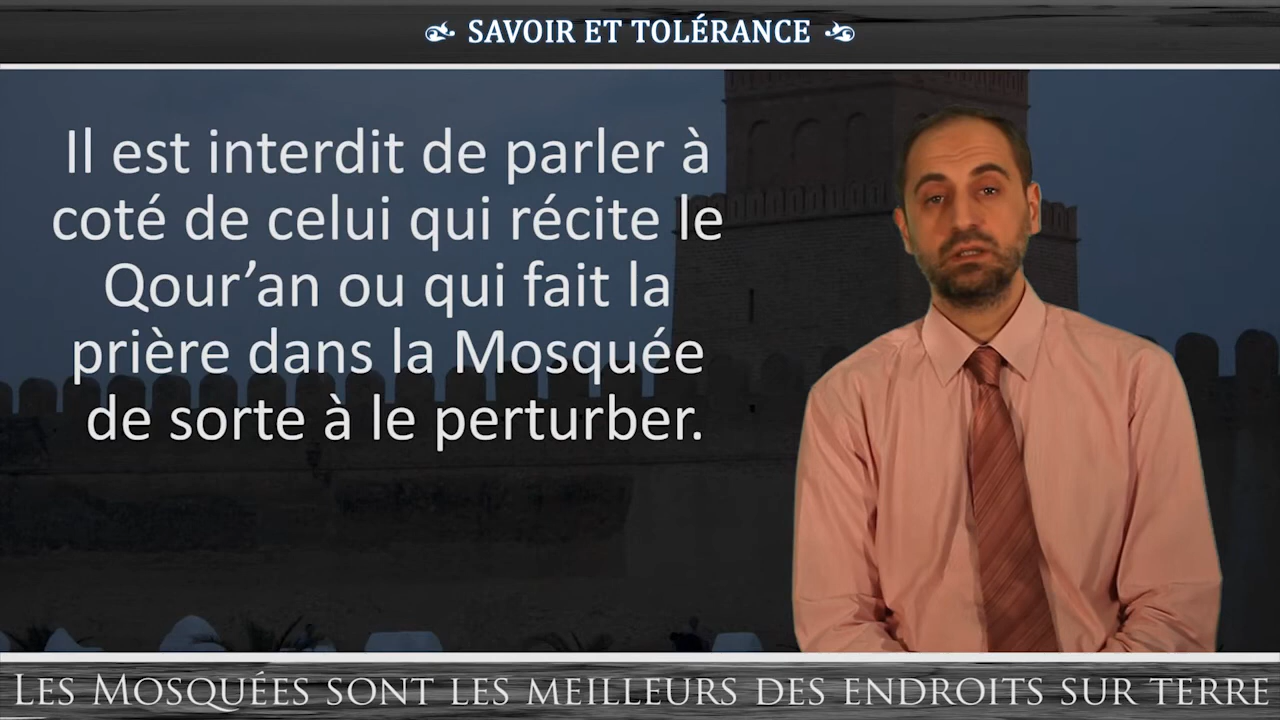 SAVOIR ET TOLÉRANCE
Il est interdit de parler à
coté de celui qui récite le
Qour’an ou qui fait la
prière dans la Mosquée
de sorte à le perturber.
Les Mosquées sont les meilleurs des endroits sur terre